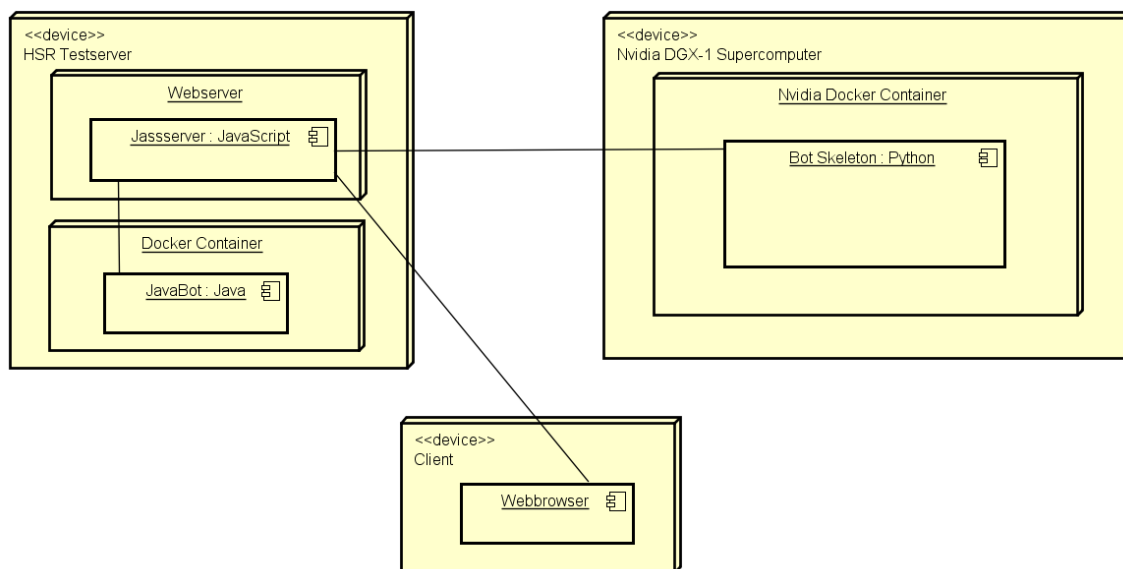 <<device>>
HSR Testserver
Webserver
Jassserver : JavaScript
Docker Container
JavaBot : Java
<<device>>
Nvidia DGX-1 Supercomputer
Nvidia Docker Container
Bot Skeleton : Python
<<device>>
Client
Webbrowser